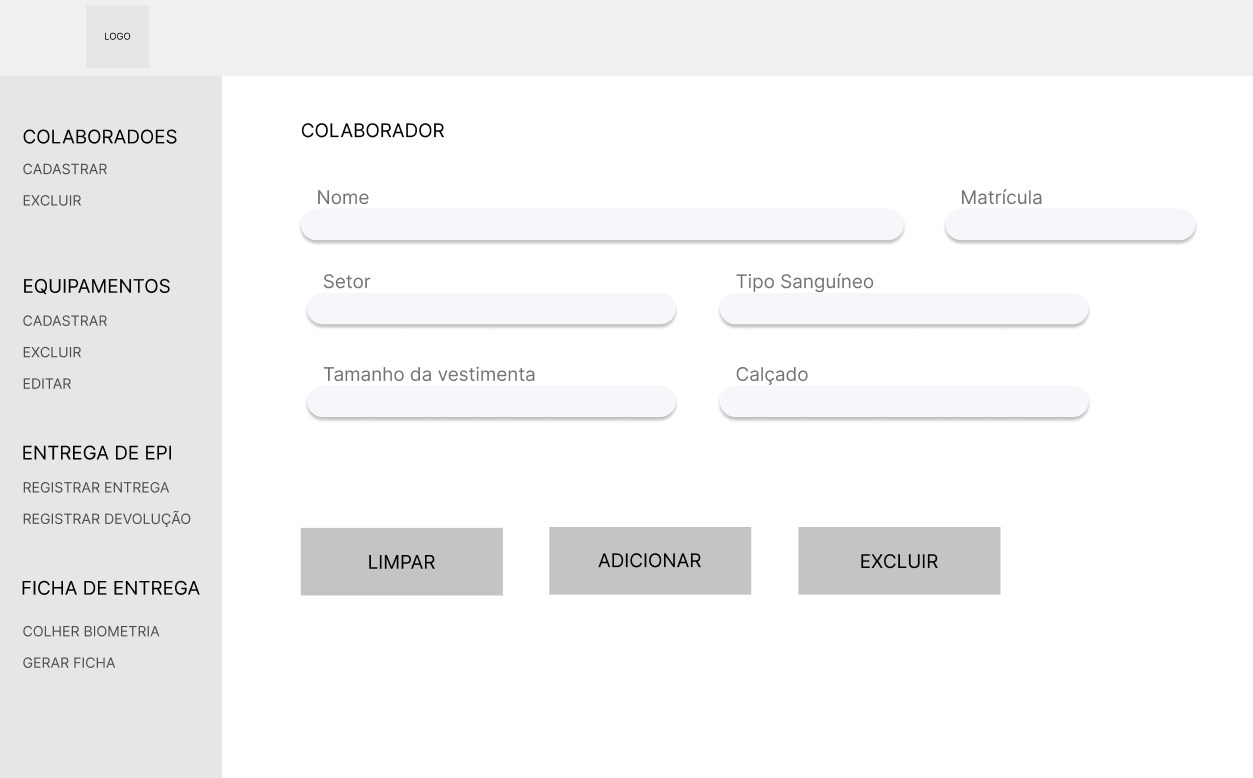 LOGO
COLABORADOES
CADASTRAR
EXCLUIR
EQUIPAMENTOS
CADASTRAR
EXCLUIR
EDITAR
ENTREGA DE EPI
REGISTRAR ENTREGA
REGISTRAR DEVOLUÇÃO
FICHA DE ENTREGA
COLHER BIOMETRIA
GERAR FICHA
COLABORADOR
Nome
Matrícula
Setor
Tipo Sanguíneo
Tamanho da vestimenta
Calçado
LIMPAR
ADICIONAR
EXCLUIR